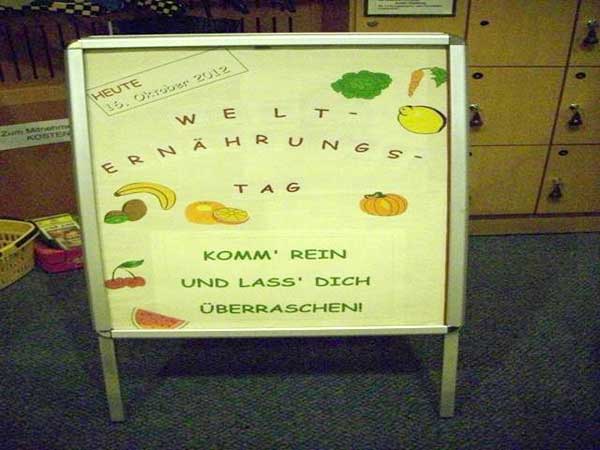 HEUTE
16. Oktober 2012
WELT-
ERNÄHRUNGS-
TAG
KOMM' REIN
UND LASS' DICH
ÜBERRASCHEN!
Zum Mitnehmen
KOSTEN